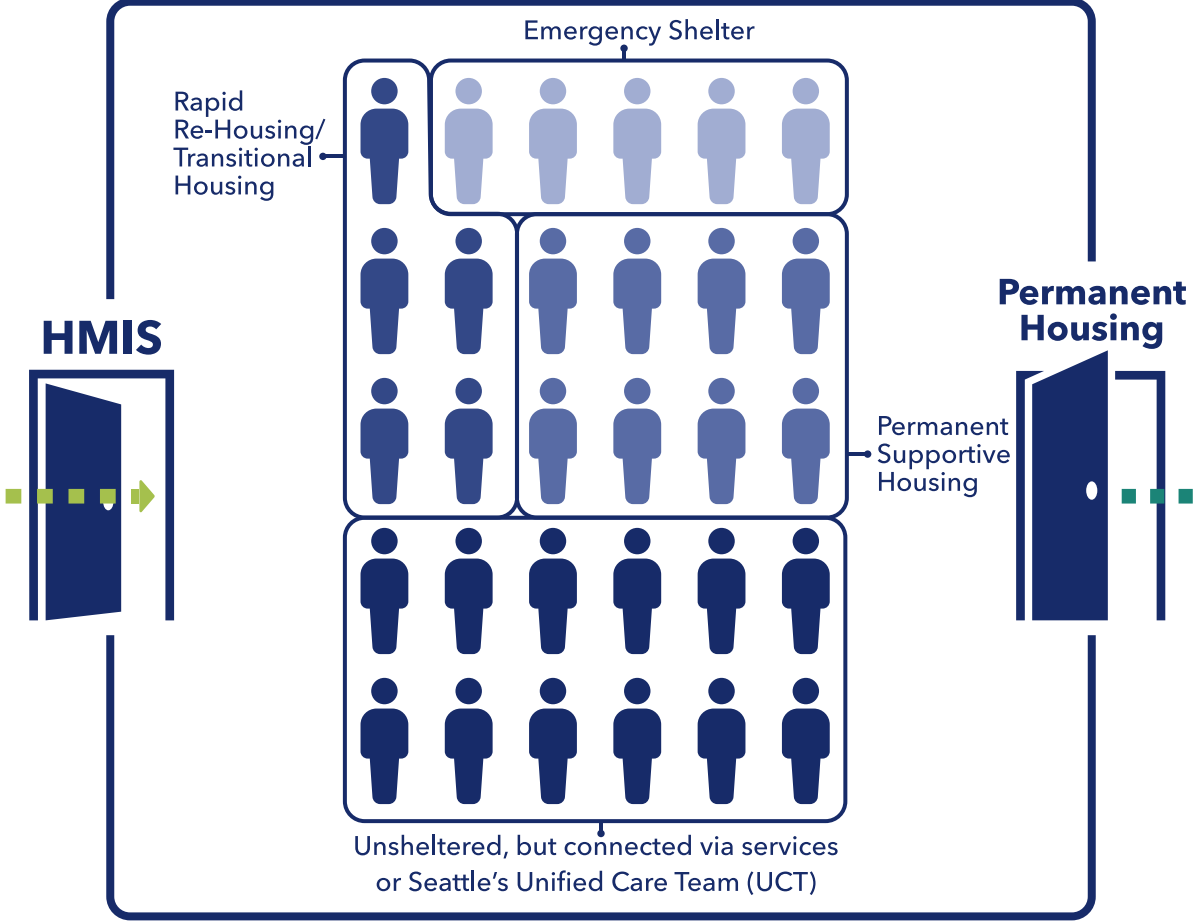 Emergency Shelter
Rapid
Re-Housing/
Transitional
Housing
HMIS
Permanent
Housing
Permanent
Supportive
Housing
Unsheltered, but connected via services
or Seattle's Unified Care Team (UCT)